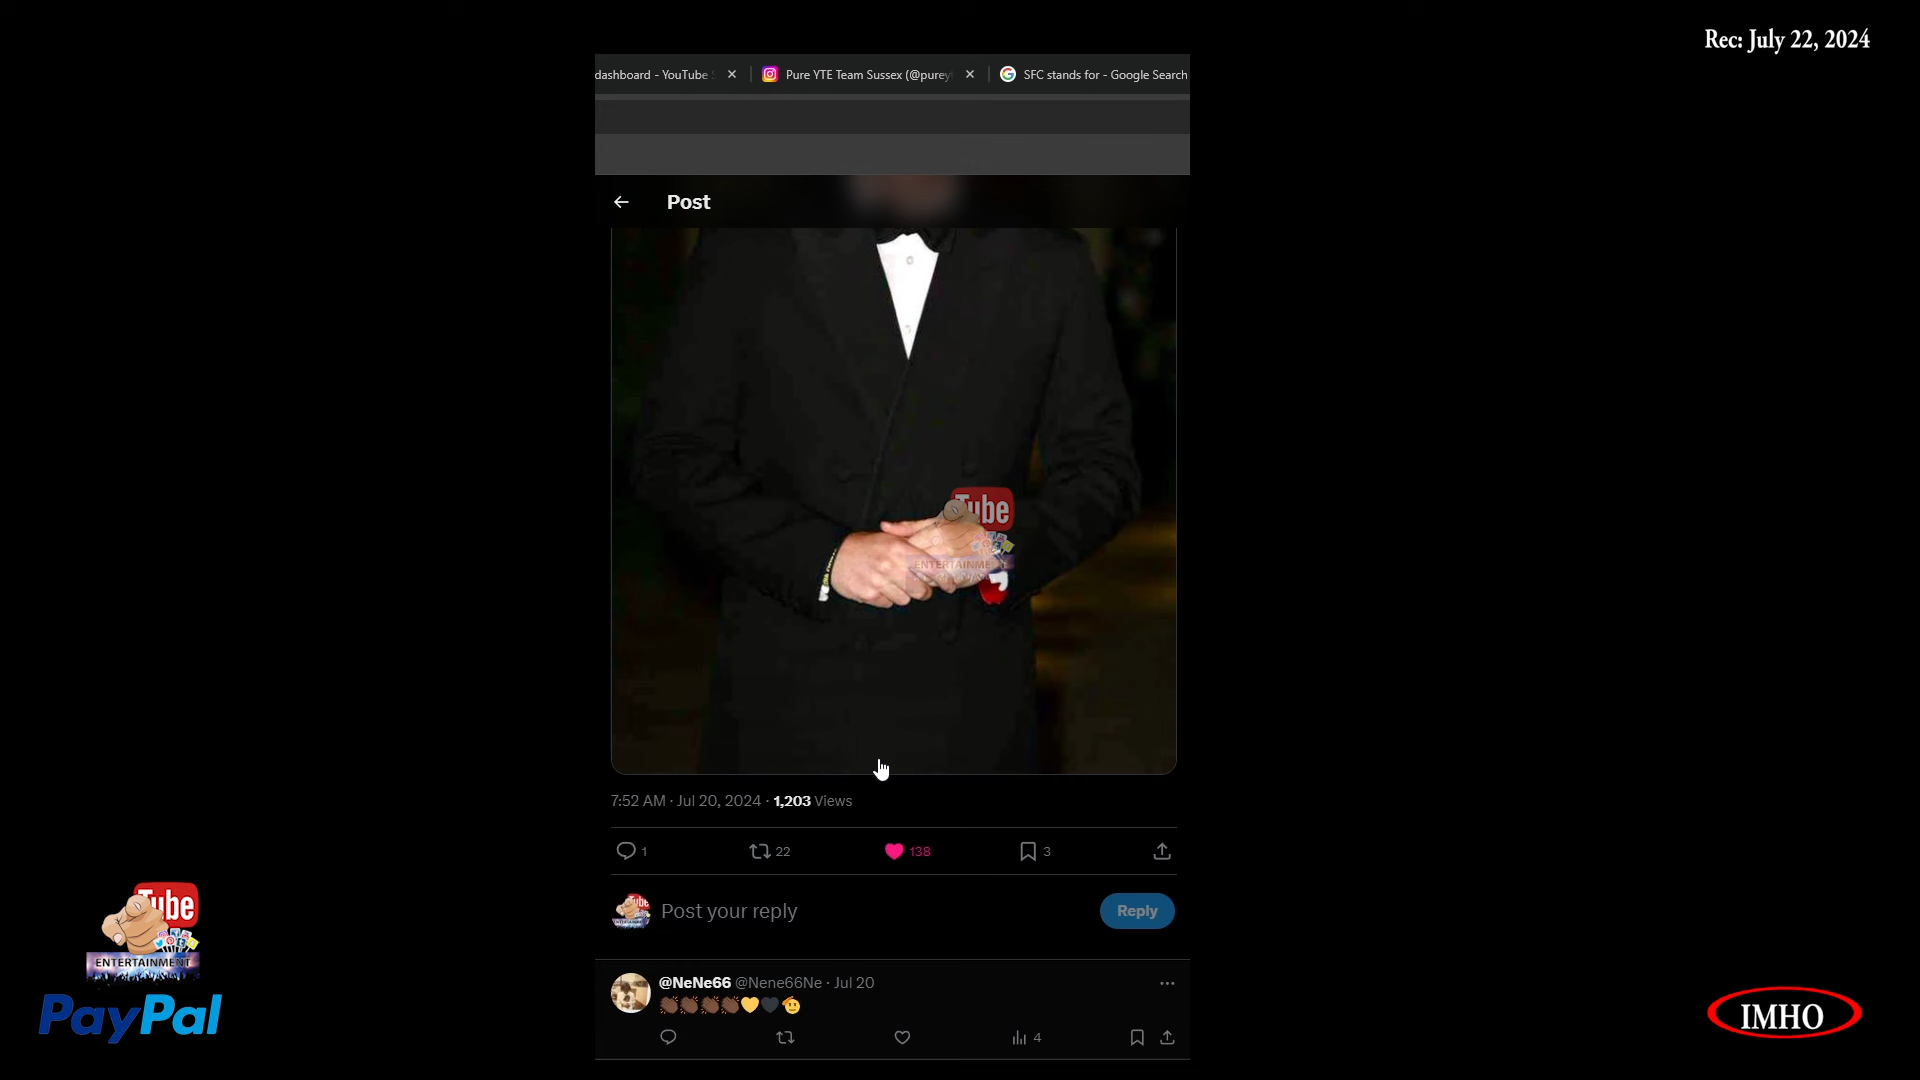 Rec: July 22, 2024
dashboard - YouTube S
Pure YTE Team Sussex (@pureyt
SFC stands for - Google Search
Post
Tube
ENTERTAINME
7:52 AM · Jul 20, 2024 · 1,203 Views
1
22
138
3
Post your reply
Reply
@NeNe66 @Nene66Ne · Jul 20
👏🏾👏🏾👏🏾👏🏾💛🖤🫡
4
Tube
ENTERTAINMENT
PayPal
IMHO